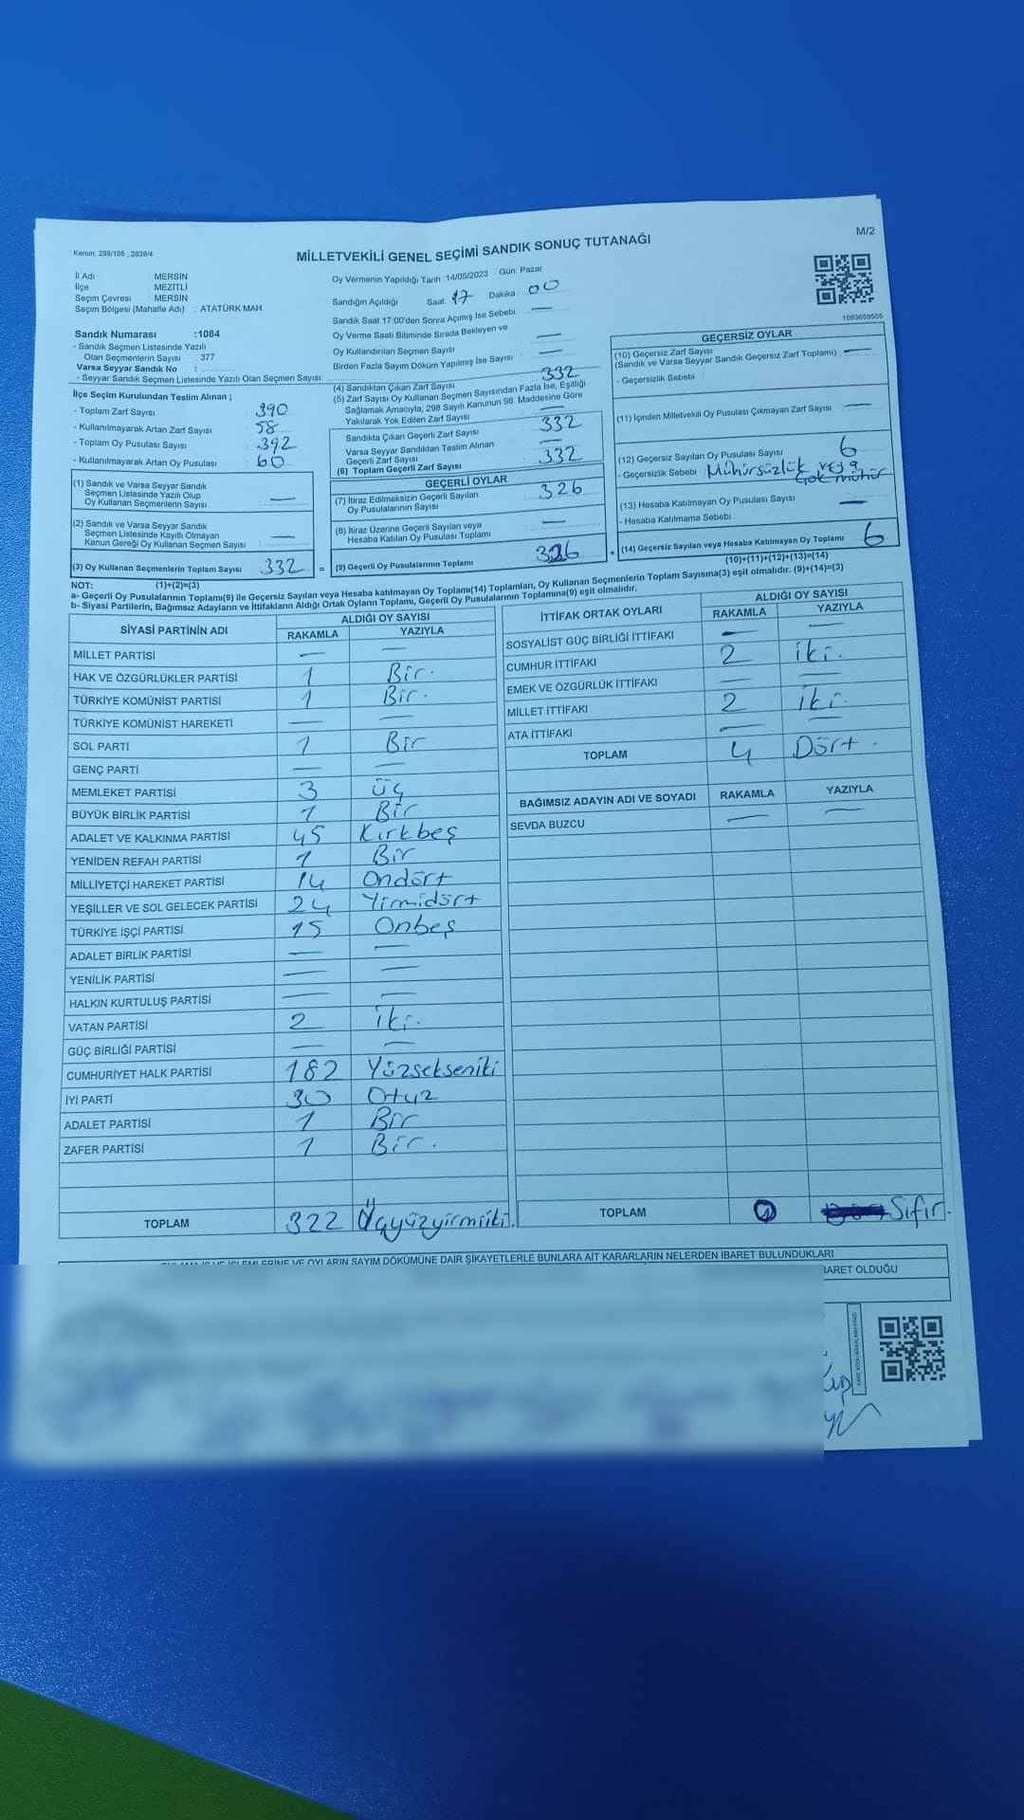 Kanun: 298/105 , 2839/4
MİLLETVEKİLİ GENEL SEÇİMİ SANDIK SONUÇ TUTANAĞI
M/2
İl Adı : MERSİN
İlçe : MEZİTLİ
Seçim Çevresi : MERSİN
Seçim Bölgesi (Mahalle Adı) : ATATÜRK MAH.
Sandık Numarası :1084
- Sandık Seçmen Listesinde Yazılı
Olan Seçmenlerin Sayısı : 377
Varsa Seyyar Sandık No :
- Seyyar Sandık Seçmen Listesinde Yazılı Olan Seçmen Sayısı:
İlçe Seçim Kurulundan Teslim Alınan ;
- Toplam Zarf Sayısı 390
- Kullanılmayarak Artan Zarf Sayısı 58
- Toplam Oy Pusulası Sayısı 392
- Kullanılmayarak Artan Oy Pusulası 60
(1) Sandık ve Varsa Seyyar Sandık
Seçmen Listesinde Yazılı Olup
Oy Kullanan Seçmenlerin Sayısı —
(2) Sandık ve Varsa Seyyar Sandık
Seçmen Listesinde Kayıtlı Olmayan
Kanun Gereği Oy Kullanan Seçmen Sayısı : —
(3) Oy Kullanan Seçmenlerin Toplam Sayısı 332 =
Oy Vermenin Yapıldığı Tarih :14/05/2023 Gün: Pazar
Sandığın Açıldığı Saat: 17 Dakika: 00
Sandık Saat 17:00'den Sonra Açılmış İse Sebebi : —
Oy Verme Saati Bitiminde Sırada Bekleyen ve
Oy Kullandırılan Seçmen Sayısı —
Birden Fazla Sayım Döküm Yapılmış İse Sayısı —
(4) Sandıktan Çıkan Zarf Sayısı 332
(5) Zarf Sayısı Oy Kullanan Seçmen Sayısından Fazla İse, Eşitliği
Sağlamak Amacıyla, 298 Sayılı Kanunun 98. Maddesine Göre
Yakılarak Yok Edilen Zarf Sayısı —
Sandıkta Çıkan Geçerli Zarf Sayısı 332
Varsa Seyyar Sandıktan Teslim Alınan
Geçerli Zarf Sayısı —
(6) Toplam Geçerli Zarf Sayısı 332
GEÇERLİ OYLAR
(7) İtiraz Edilmeksizin Geçerli Sayılan
Oy Pusulalarının Sayısı 326
(8) İtiraz Üzerine Geçerli Sayılan veya
Hesaba Katılan Oy Pusulası Toplamı —
(9) Geçerli Oy Pusulalarının Toplamı 326 +
1083659555
GEÇERSİZ OYLAR
(10) Geçersiz Zarf Sayısı
(Sandık ve Varsa Seyyar Sandık Geçersiz Zarf Toplamı) —
- Geçersizlik Sebebi :
(11) İçinden Milletvekili Oy Pusulası Çıkmayan Zarf Sayısı —
(12) Geçersiz Sayılan Oy Pusulası Sayısı 6
- Geçersizlik Sebebi : Mühürsüzlük veya
Çok mühür
(13) Hesaba Katılmayan Oy Pusulası Sayısı —
- Hesaba Katılmama Sebebi :
(14) Geçersiz Sayılan veya Hesaba Katılmayan Oy Toplamı 6
(10)+(11)+(12)+(13)=(14)
NOT: (1)+(2)=(3)
a- Geçerli Oy Pusulalarının Toplamı(9) ile Geçersiz Sayılan veya Hesaba katılmayan Oy Toplamı(14) Toplamları, Oy Kullanan Seçmenlerin Toplam Sayısına(3) eşit olmalıdır. (9)+(14)=(3)
b- Siyasi Partilerin, Bağımsız Adayların ve İttifakların Aldığı Ortak Oyların Toplamı, Geçerli Oy Pusulalarının Toplamına(9) eşit olmalıdır.
SİYASİ PARTİNİN ADI ALDIĞI OY SAYISI
RAKAMLA YAZIYLA
MİLLET PARTİSİ — —
HAK VE ÖZGÜRLÜKLER PARTİSİ 1 Bir.
TÜRKİYE KOMÜNİST PARTİSİ 1 Bir.
TÜRKİYE KOMÜNİST HAREKETİ — —
SOL PARTİ 1 Bir
GENÇ PARTİ — —
MEMLEKET PARTİSİ 3 üç
BÜYÜK BİRLİK PARTİSİ 1 Bir
ADALET VE KALKINMA PARTİSİ 45 Kırkbeş
YENİDEN REFAH PARTİSİ 1 Bir
MİLLİYETÇİ HAREKET PARTİSİ 14 Ondört
YEŞİLLER VE SOL GELECEK PARTİSİ 24 Yirmidört
TÜRKİYE İŞÇİ PARTİSİ 15 Onbeş
ADALET BİRLİK PARTİSİ — —
YENİLİK PARTİSİ — —
HALKIN KURTULUŞ PARTİSİ — —
VATAN PARTİSİ 2 iki.
GÜÇ BİRLİĞİ PARTİSİ — —
CUMHURİYET HALK PARTİSİ 182 Yüzsekseniki
İYİ PARTİ 30 Otuz
ADALET PARTİSİ 1 Bir
ZAFER PARTİSİ 1 Bir.
TOPLAM 322 Üçyüzyirmiiki.
İTTİFAK ORTAK OYLARI ALDIĞI OY SAYISI
RAKAMLA YAZIYLA
SOSYALİST GÜÇ BİRLİĞİ İTTİFAKI — —
CUMHUR İTTİFAKI 2 iki.
EMEK VE ÖZGÜRLÜK İTTİFAKI — —
MİLLET İTTİFAKI 2 iki.
ATA İTTİFAKI — —
TOPLAM 4 Dört.
BAĞIMSIZ ADAYIN ADI VE SOYADI RAKAMLA YAZIYLA
SEVDA BUZCU — —
TOPLAM Sıfır.
VE OYLARIN SAYIM DÖKÜMÜNE DAİR ŞİKAYETLERLE BUNLARA AİT KARARLARIN NELERDEN İBARET BULUNDUKLARI
OLDUĞU